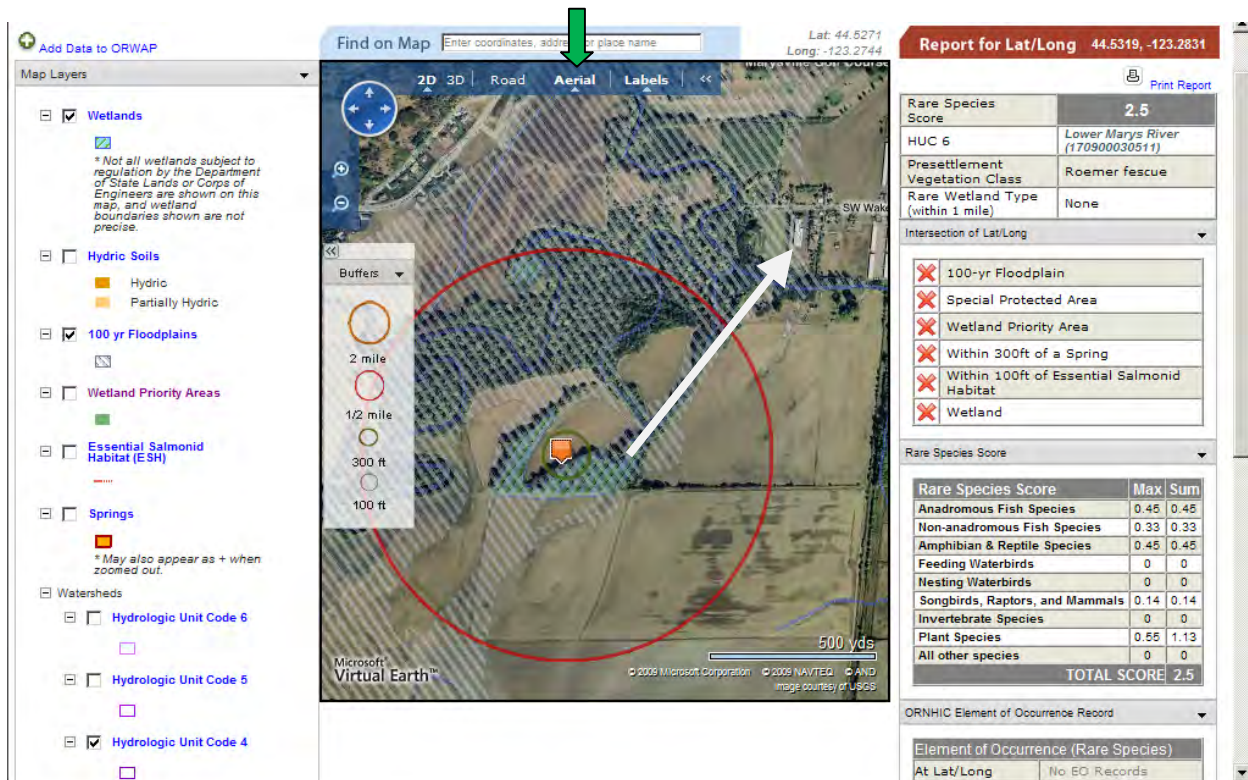 Add Data to ORWAP
Map Layers
Wetlands
* Not all wetlands subject to
regulation by the Department
of State Lands or Corps of
Engineers are shown on this
map, and wetland
boundaries shown are not
precise.
Hydric Soils
Hydric
Partially Hydric
100 yr Floodplains
Wetland Priority Areas
Essential Salmonid
Habitat (ESH)
Springs
* May also appear as + when
zoomed out.
Watersheds
Hydrologic Unit Code 6
Hydrologic Unit Code 5
Hydrologic Unit Code 4
Find on Map
Enter coordinates, address or place name
Lat: 44.5271
Long: -123.2744
2D 3D Road Aerial Labels <<
Marysville Golf Course
SW Wake
Buffers
2 mile
1/2 mile
300 ft
100 ft
500 yds
Microsoft®
Virtual Earth™
© 2009 Microsoft Corporation © 2009 NAVTEQ © AND
Image courtesy of USGS
Report for Lat/Long 44.5319, -123.2831
Print Report
Rare Species
Score
2.5
HUC 6
Lower Marys River
(170900030511)
Presettlement
Vegetation Class
Roemer fescue
Rare Wetland Type
(within 1 mile)
None
Intersection of Lat/Long
100-yr Floodplain
Special Protected Area
Wetland Priority Area
Within 300ft of a Spring
Within 100ft of Essential Salmonid
Habitat
Wetland
Rare Species Score
Rare Species Score Max Sum
Anadromous Fish Species 0.45 0.45
Non-anadromous Fish Species 0.33 0.33
Amphibian & Reptile Species 0.45 0.45
Feeding Waterbirds 0 0
Nesting Waterbirds 0 0
Songbirds, Raptors, and Mammals 0.14 0.14
Invertebrate Species 0 0
Plant Species 0.55 1.13
All other species 0 0
TOTAL SCORE 2.5
ORNHIC Element of Occurrence Record
Element of Occurrence (Rare Species)
At Lat/Long No EO Records